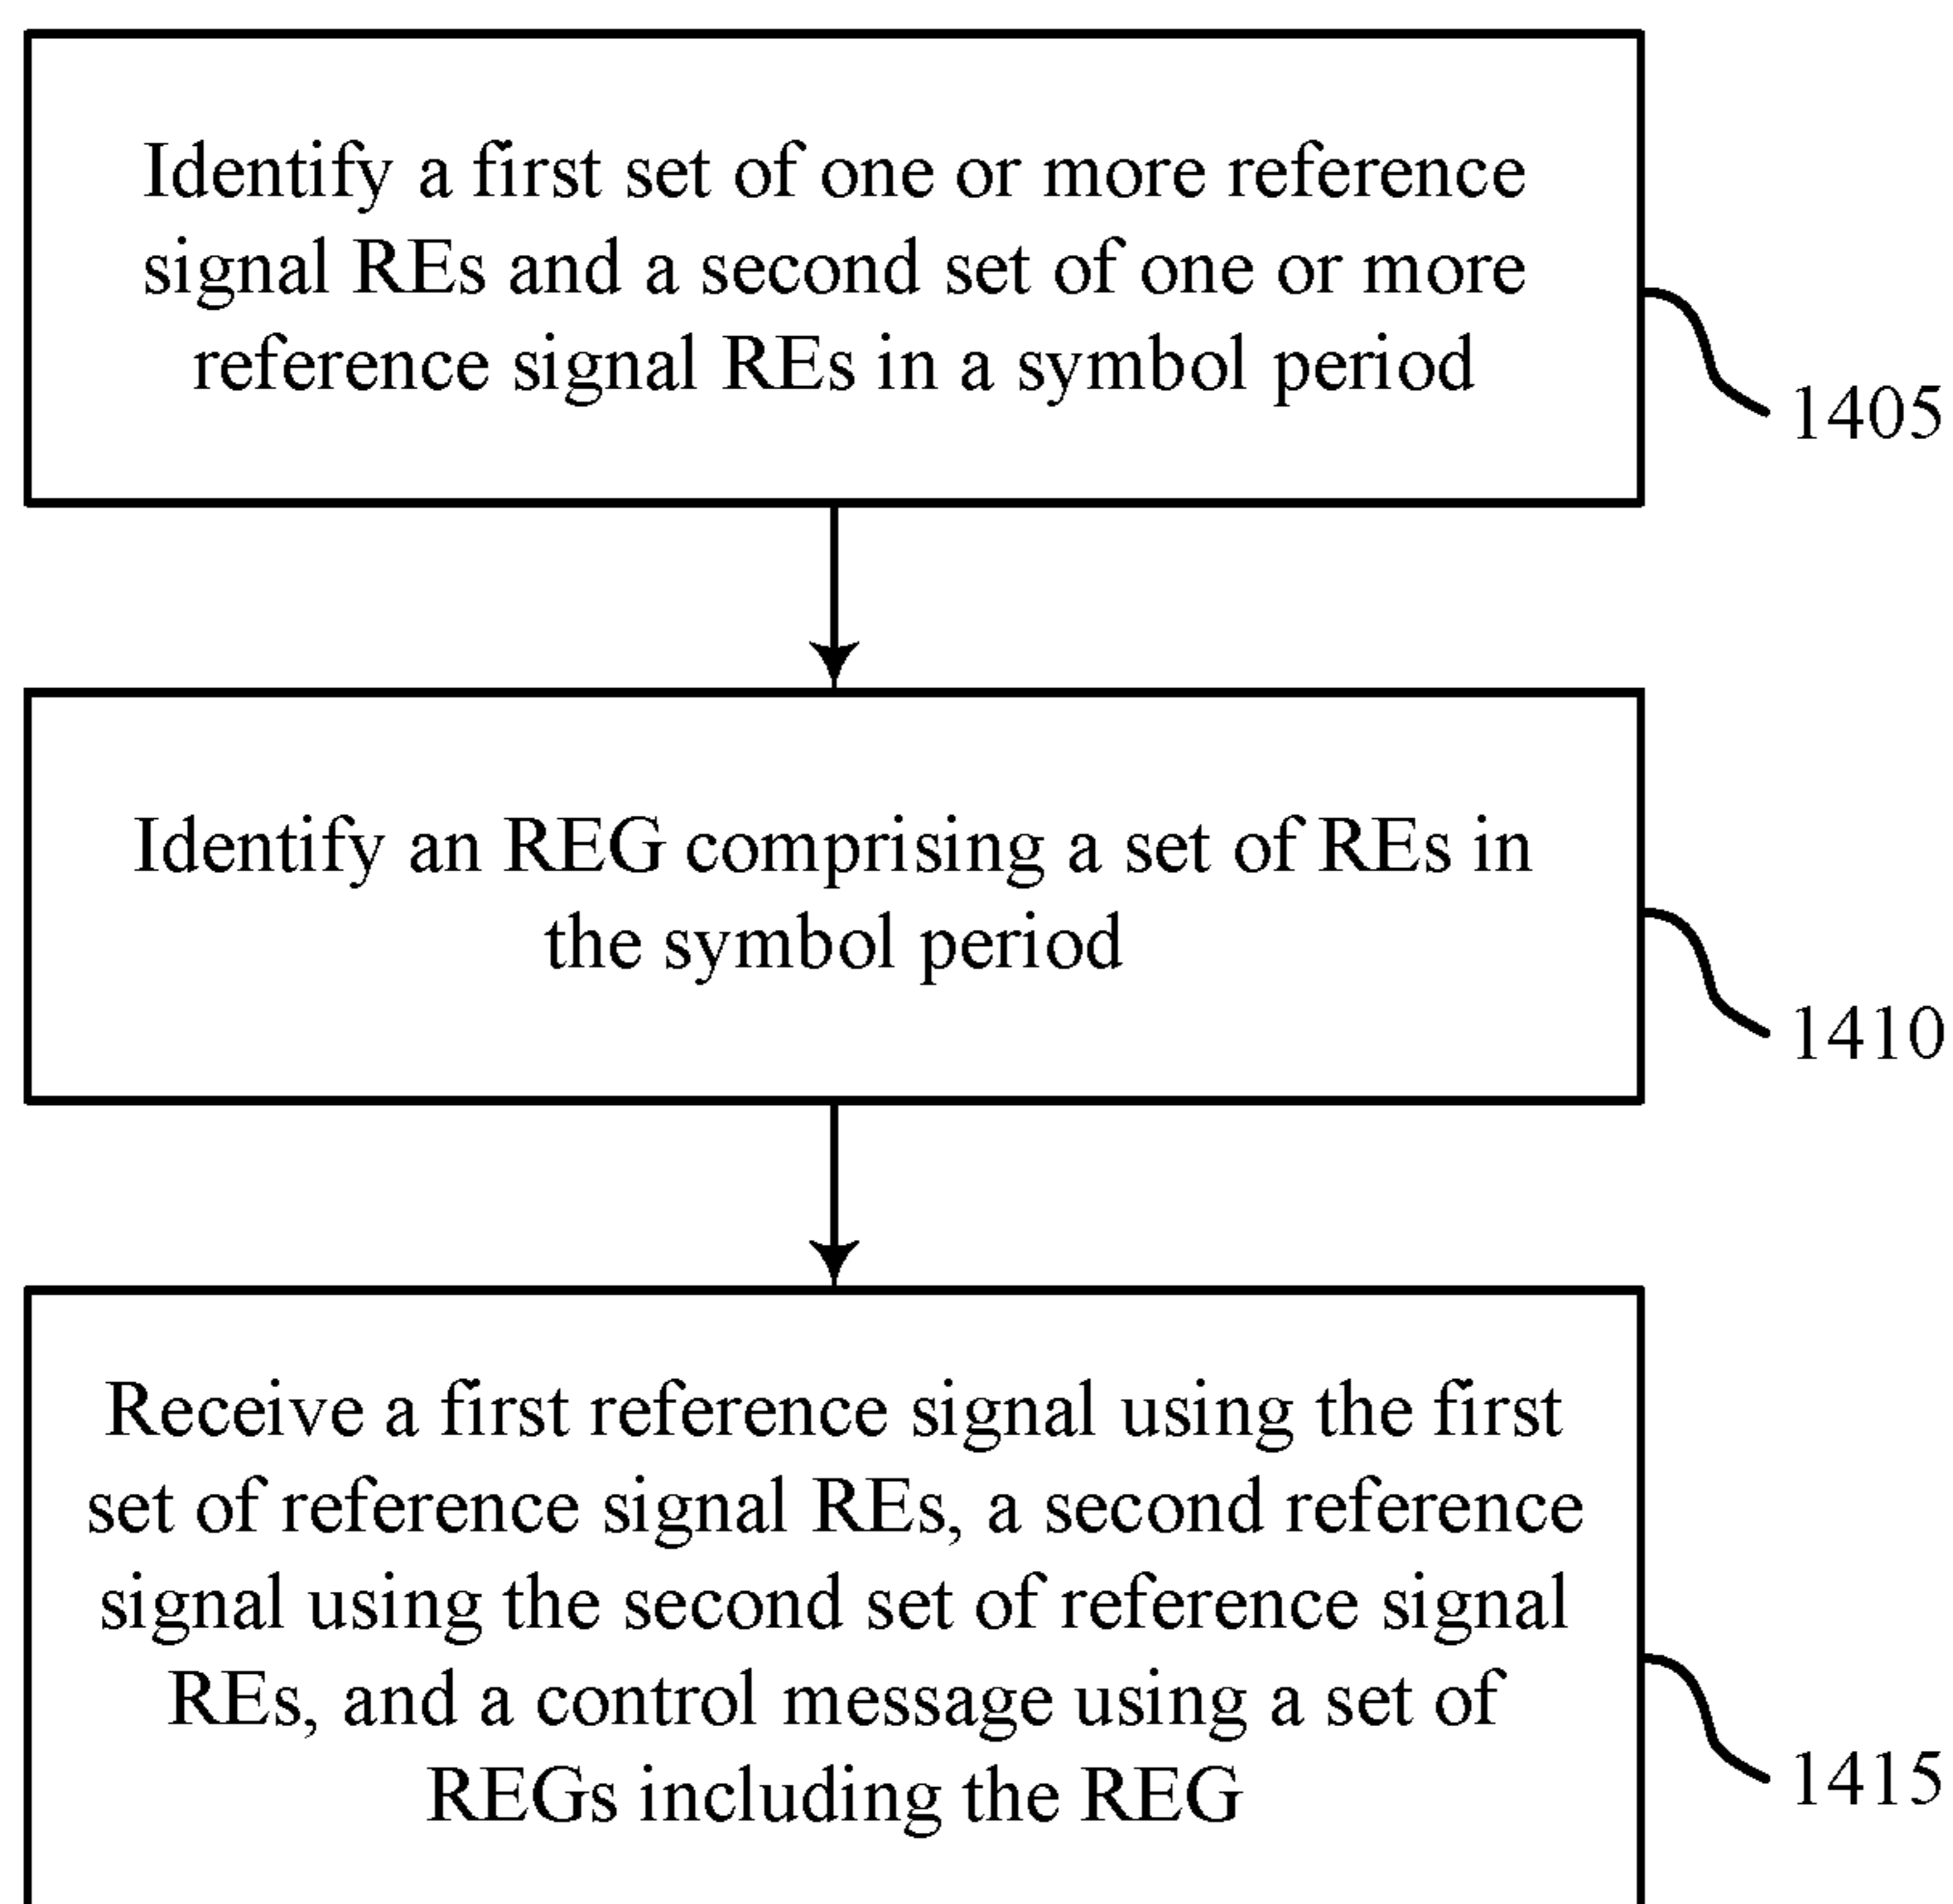 Identify a first set of one or more reference
signal REs and a second set of one or more
reference signal REs in a symbol period
1405
Identify an REG comprising a set of REs in
the symbol period
1410
Receive a first reference signal using the first
set of reference signal REs, a second reference
signal using the second set of reference signal
REs, and a control message using a set of
REGs including the REG
1415